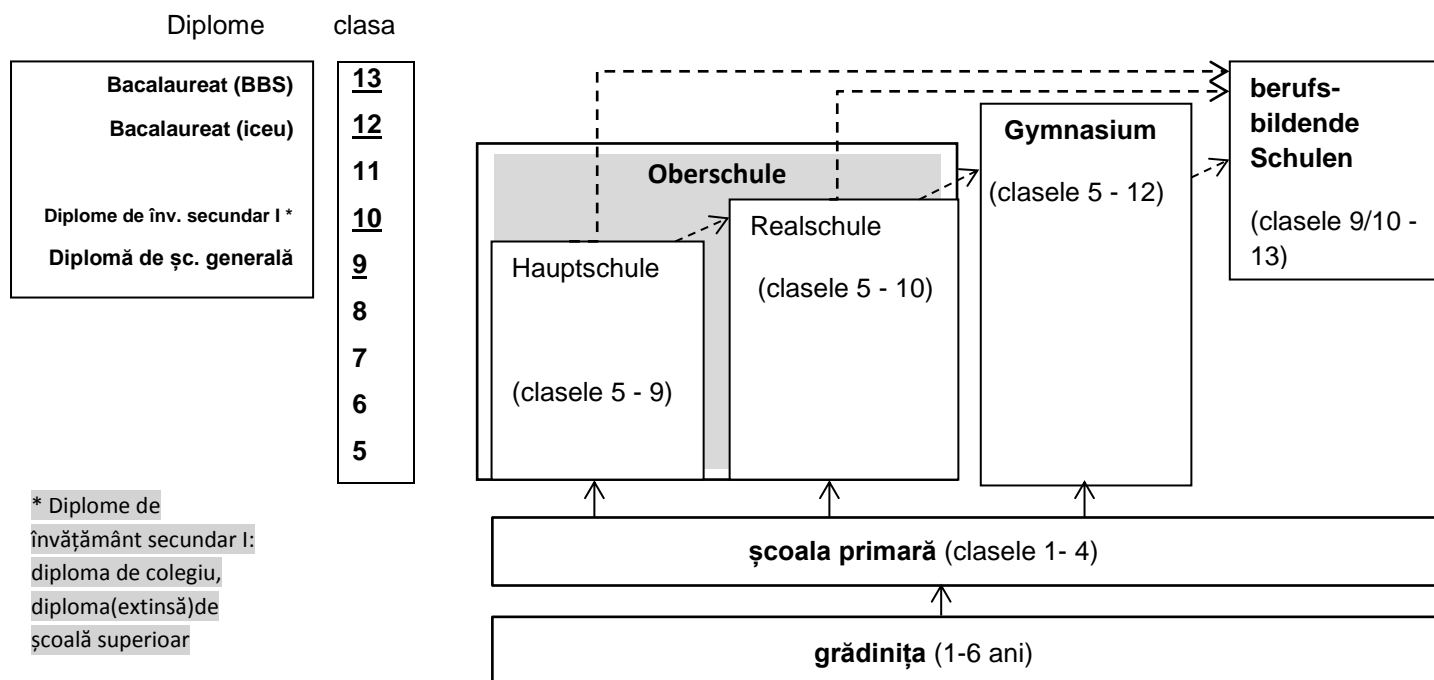 Diplome
clasa
Bacalaureat (BBS)
Bacalaureat (iceu)
Diplome de înv. secundar I *
Diplomă de șc. generală
13
12
11
10
9
8
7
6
5
* Diplome de
învățământ secundar I:
diploma de colegiu,
diploma(extinsă)de
școală superioar
Oberschule
Hauptschule
(clasele 5 - 9)
Realschule
(clasele 5 - 10)
Gymnasium
(clasele 5 - 12)
berufs-
bildende
Schulen
(clasele 9/10 -
13)
școala primară (clasele 1- 4)
grădinița (1-6 ani)